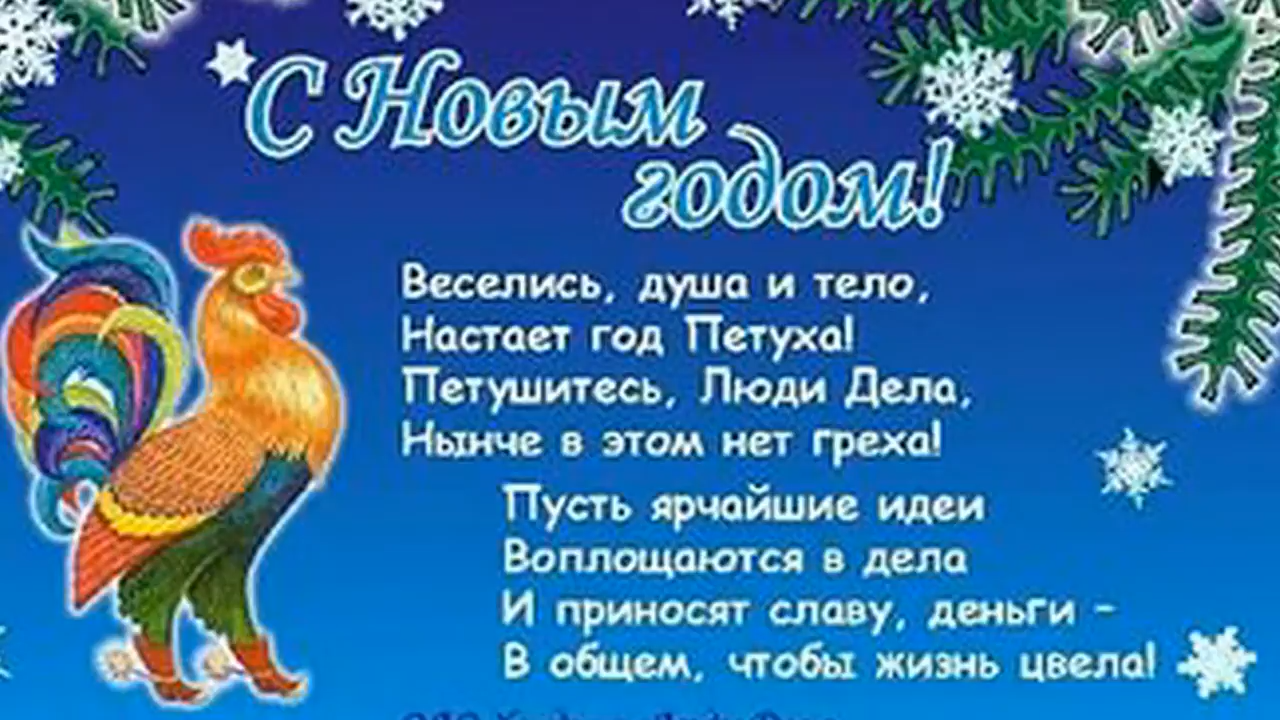 С Новым
годом!
Веселись, душа и тело,
Настает год Петуха!
Петушитесь, Люди Дела,
Нынче в этом нет греха!
Пусть ярчайшие идеи
Воплощаются в дела
И приносят славу, деньги –
В общем, чтобы жизнь цвела!